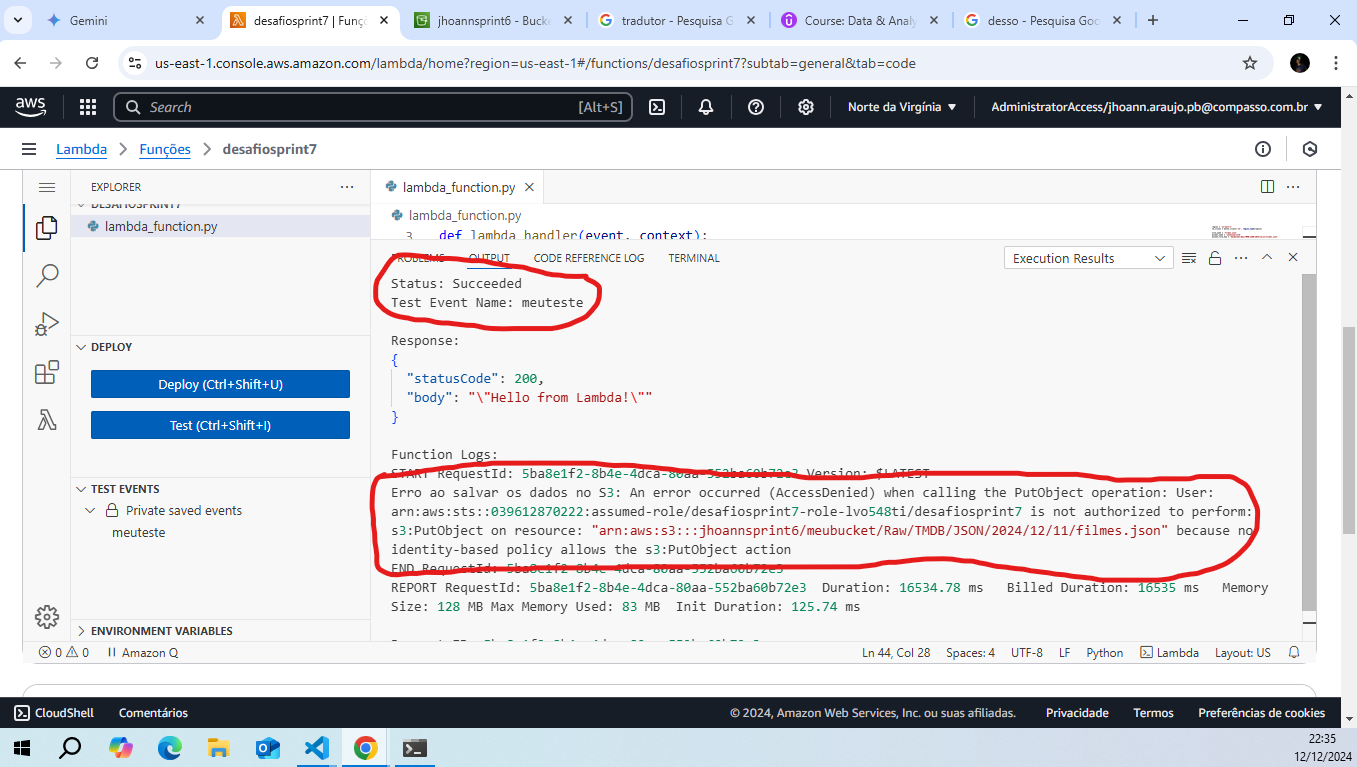 Gemini
desafiosprint7 | Funçõ
jhoannsprint6 - Bucke
tradutor - Pesquisa G
Course: Data & Analy
desso - Pesquisa Goo
us-east-1.console.aws.amazon.com/lambda/home?region=us-east-1#/functions/desafiosprint7?subtab=general&tab=code
aws
Search
[Alt+S]
Norte da Virgínia
AdministratorAccess/jhoann.araujo.pb@compasso.com.br
Lambda
Funções
desafiosprint7
EXPLORER
DESAFIOSPRINT7
lambda_function.py
lambda_function.py
lambda_function.py
3 def lambda_handler(event, context):
PROBLEMS OUTPUT CODE REFERENCE LOG TERMINAL
Execution Results
Status: Succeeded
Test Event Name: meuteste
Response:
{
"statusCode": 200,
"body": "\"Hello from Lambda!\""
}
Function Logs:
START RequestId: 5ba8e1f2-8b4e-4dca-80aa-552ba60b72e3 Version: $LATEST
Erro ao salvar os dados no S3: An error occurred (AccessDenied) when calling the PutObject operation: User:
arn:aws:sts::039612870222:assumed-role/desafiosprint7-role-lvo548ti/desafiosprint7 is not authorized to perform:
s3:PutObject on resource: "arn:aws:s3:::jhoannsprint6/meubucket/Raw/TMDB/JSON/2024/12/11/filmes.json" because no
identity-based policy allows the s3:PutObject action
END RequestId: 5ba8e1f2-8b4e-4dca-80aa-552ba60b72e3
REPORT RequestId: 5ba8e1f2-8b4e-4dca-80aa-552ba60b72e3 Duration: 16534.78 ms Billed Duration: 16535 ms Memory
Size: 128 MB Max Memory Used: 83 MB Init Duration: 125.74 ms
DEPLOY
Deploy (Ctrl+Shift+U)
Test (Ctrl+Shift+I)
TEST EVENTS
Private saved events
meuteste
ENVIRONMENT VARIABLES
0 0 Amazon Q
Ln 44, Col 28 Spaces: 4 UTF-8 LF Python Lambda Layout: US
CloudShell Comentários
© 2024, Amazon Web Services, Inc. ou suas afiliadas. Privacidade Termos Preferências de cookies
22:35
12/12/2024